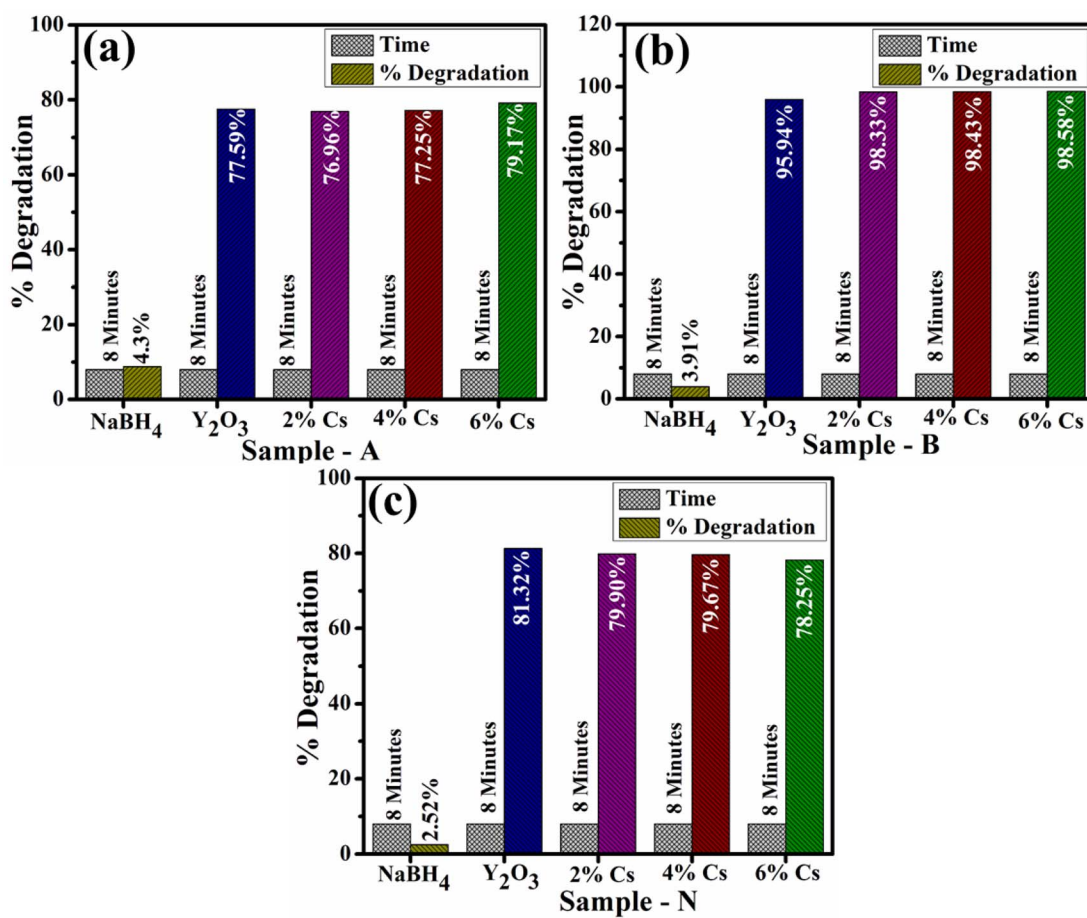 (a)
Time
% Degradation
% Degradation
100
80
60
40
20
0
8 Minutes
4.3%
8 Minutes
77.59%
8 Minutes
76.96%
8 Minutes
77.25%
8 Minutes
79.17%
NaBH4
Y2O3
2% Cs
4% Cs
6% Cs
Sample - A
(b)
Time
% Degradation
% Degradation
120
100
80
60
40
20
0
8 Minutes
3.91%
8 Minutes
95.94%
8 Minutes
98.33%
8 Minutes
98.43%
8 Minutes
98.58%
NaBH4
Y2O3
2% Cs
4% Cs
6% Cs
Sample - B
(c)
Time
% Degradation
% Degradation
100
80
60
40
20
0
8 Minutes
2.52%
8 Minutes
81.32%
8 Minutes
79.90%
8 Minutes
79.67%
8 Minutes
78.25%
NaBH4
Y2O3
2% Cs
4% Cs
6% Cs
Sample - N